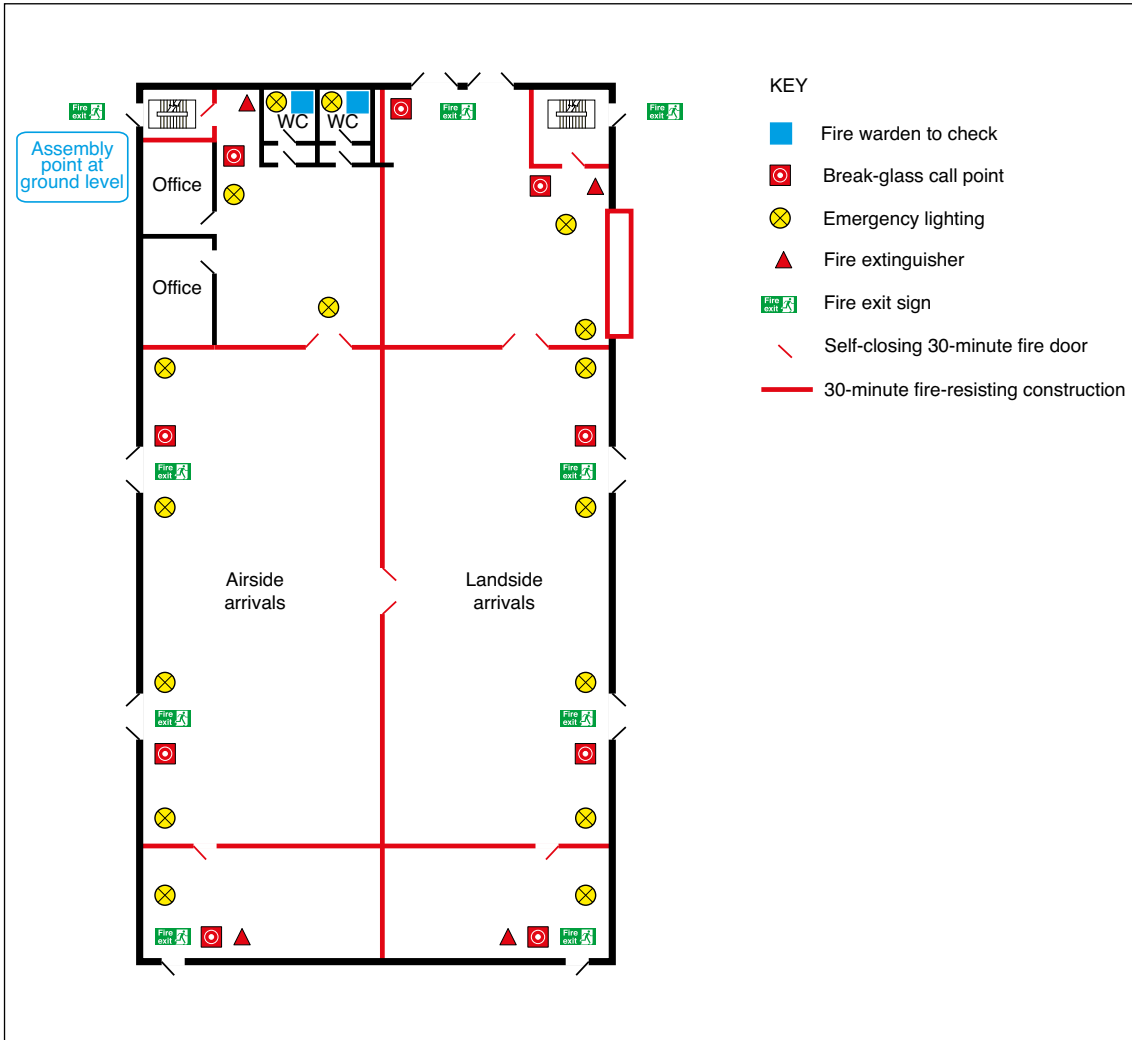 KEY
Fire
exit
Fire
exit
Fire
exit
WC
WC
Fire warden to check
Assembly
point at
ground level
Office
Break-glass call point
Emergency lighting
Fire extinguisher
Office
Fire
exit
Fire exit sign
Self-closing 30-minute fire door
30-minute fire-resisting construction
Fire
exit
Fire
exit
Airside
arrivals
Landside
arrivals
Fire
exit
Fire
exit
Fire
exit
Fire
exit